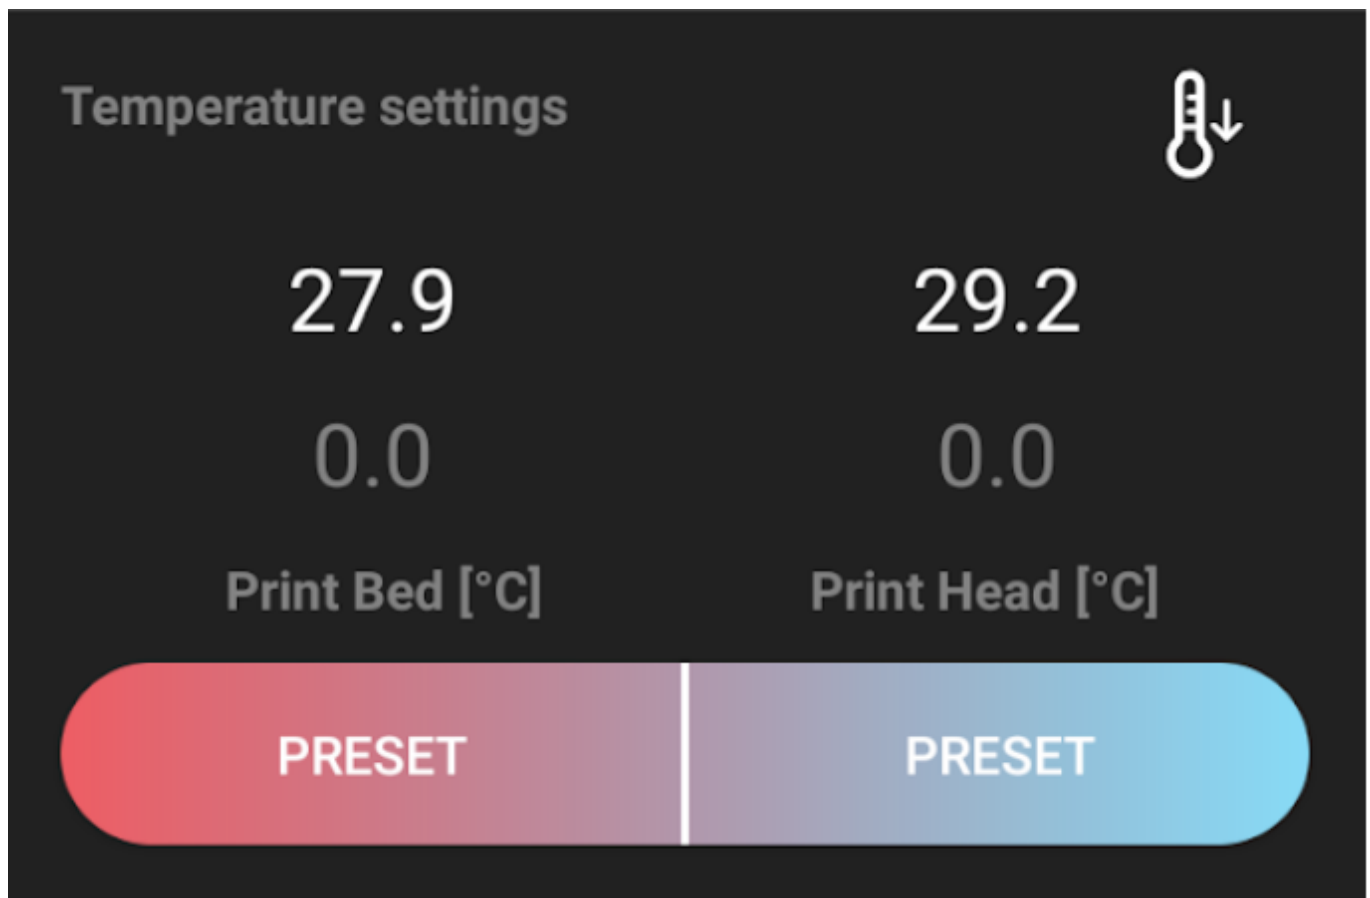 Temperature settings
27.9 29.2
0.0 0.0
Print Bed [°C] Print Head [°C]
PRESET PRESET